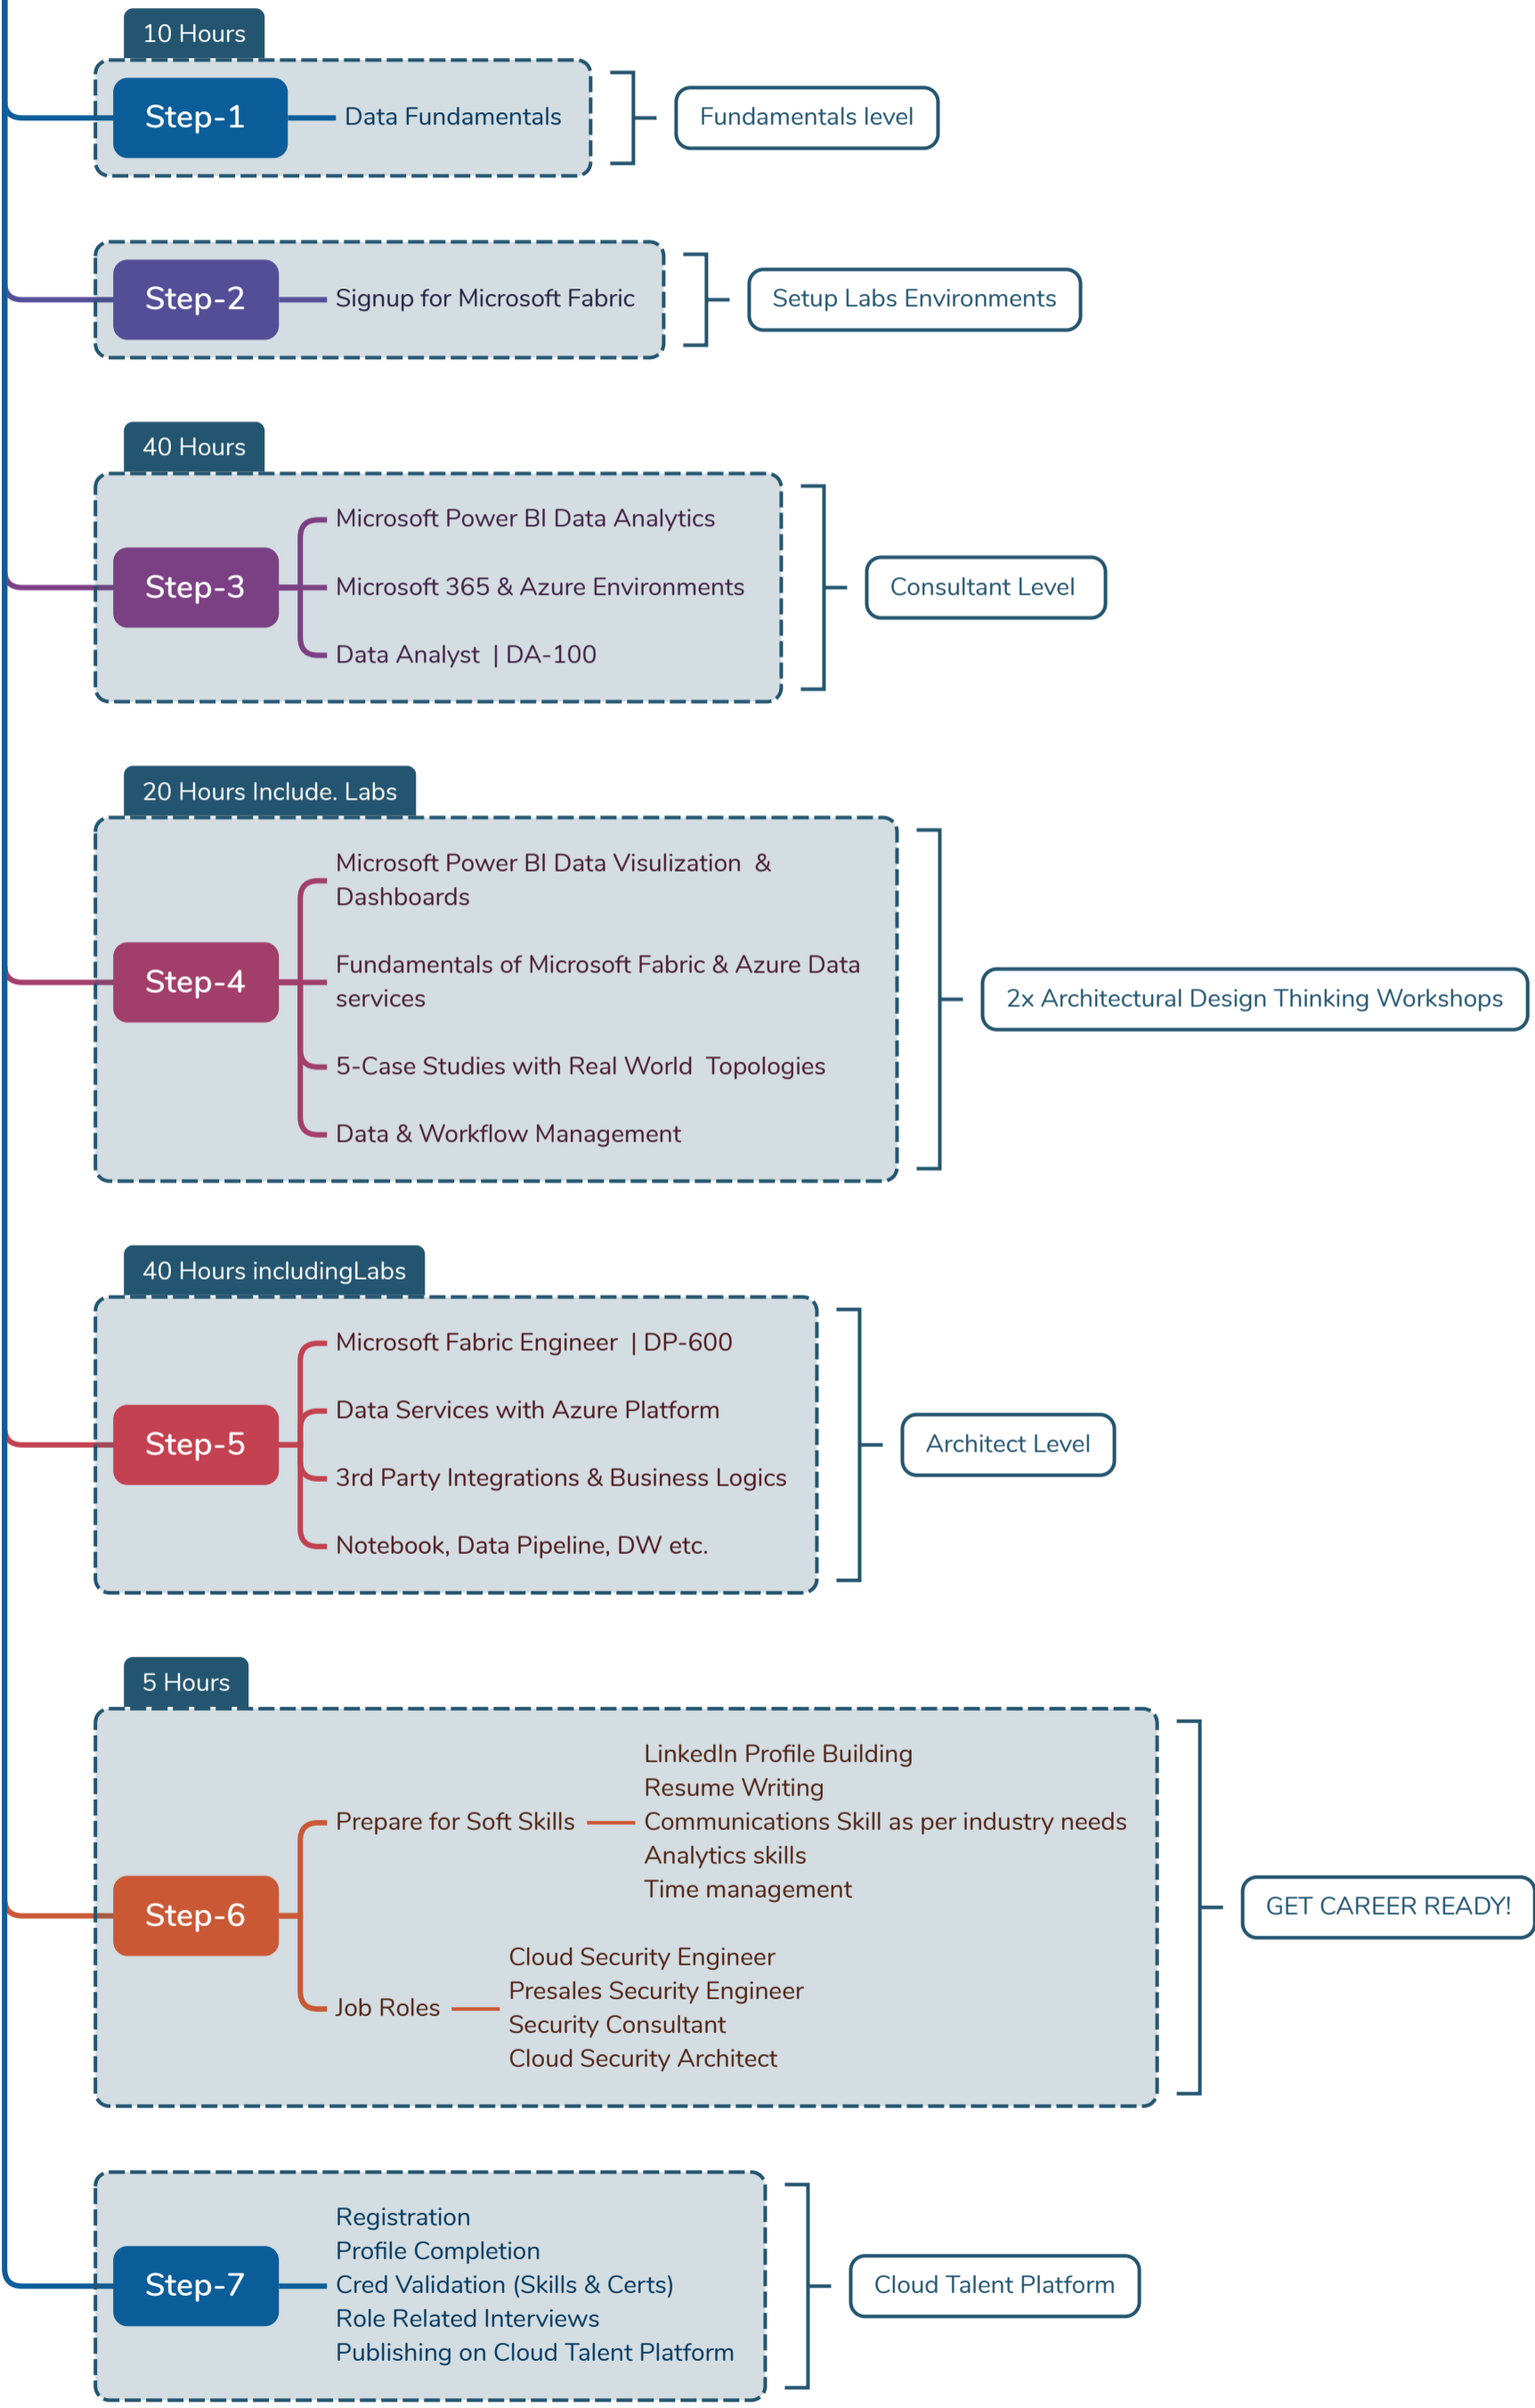 10 Hours
Step-1
Data Fundamentals
Fundamentals level
Step-2
Signup for Microsoft Fabric
Setup Labs Environments
40 Hours
Step-3
Microsoft Power BI Data Analytics
Microsoft 365 & Azure Environments
Data Analyst | DA-100
Consultant Level
20 Hours Include. Labs
Step-4
Microsoft Power BI Data Visulization &
Dashboards
Fundamentals of Microsoft Fabric & Azure Data
services
5-Case Studies with Real World Topologies
Data & Workflow Management
2x Architectural Design Thinking Workshops
40 Hours includingLabs
Step-5
Microsoft Fabric Engineer | DP-600
Data Services with Azure Platform
3rd Party Integrations & Business Logics
Notebook, Data Pipeline, DW etc.
Architect Level
5 Hours
Step-6
Prepare for Soft Skills
LinkedIn Profile Building
Resume Writing
Communications Skill as per industry needs
Analytics skills
Time management
Job Roles
Cloud Security Engineer
Presales Security Engineer
Security Consultant
Cloud Security Architect
GET CAREER READY!
Step-7
Registration
Profile Completion
Cred Validation (Skills & Certs)
Role Related Interviews
Publishing on Cloud Talent Platform
Cloud Talent Platform